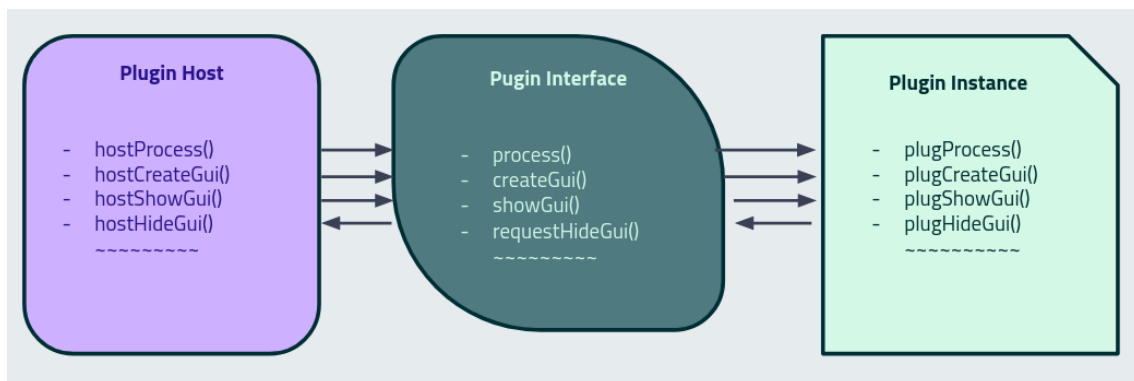 Plugin Host
- hostProcess()
- hostCreateGui()
- hostShowGui()
- hostHideGui()
~~~~~~~~~
Pugin Interface
- process()
- createGui()
- showGui()
- requestHideGui()
~~~~~~~~~
Plugin Instance
- plugProcess()
- plugCreateGui()
- plugShowGui()
- plugHideGui()
~~~~~~~~~~